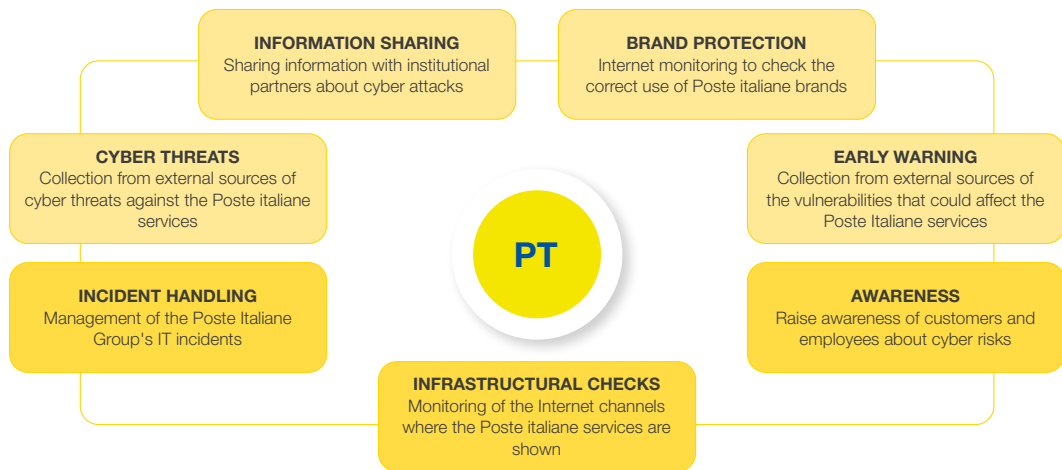 INFORMATION SHARING
Sharing information with institutional
partners about cyber attacks
BRAND PROTECTION
Internet monitoring to check the
correct use of Poste italiane brands
CYBER THREATS
Collection from external sources of
cyber threats against the Poste italiane
services
EARLY WARNING
Collection from external sources of
the vulnerabilities that could affect the
Poste Italiane services
PT
INCIDENT HANDLING
Management of the Poste Italiane
Group's IT incidents
AWARENESS
Raise awareness of customers and
employees about cyber risks
INFRASTRUCTURAL CHECKS
Monitoring of the Internet channels
where the Poste italiane services are
shown